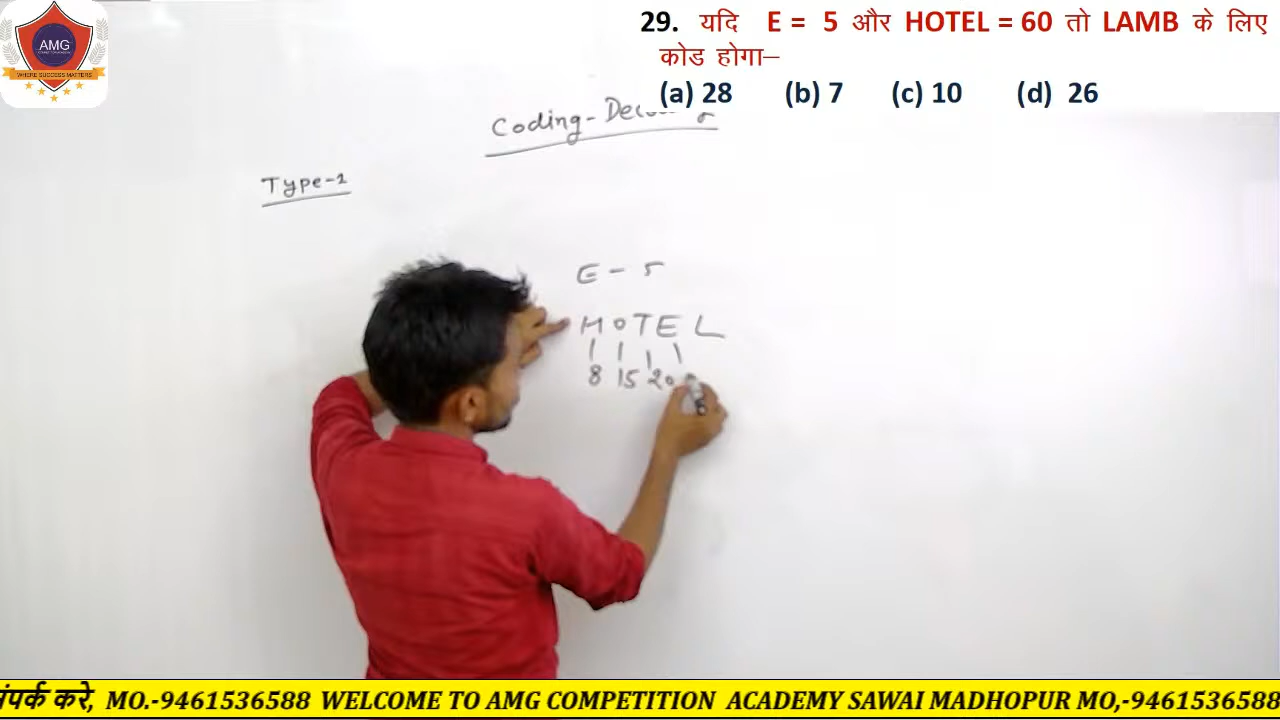 AMG
WHERE SUCCESS MATTERS
29. यदि E = 5 और HOTEL = 60 तो LAMB के लिए
कोड होगा–
(a) 28 (b) 7 (c) 10 (d) 26
Coding-
Type-1
E - 5
HOTEL
8 15 20
संपर्क करे, MO.-9461536588 WELCOME TO AMG COMPETITION ACADEMY SAWAI MADHOPUR MO,-9461536588